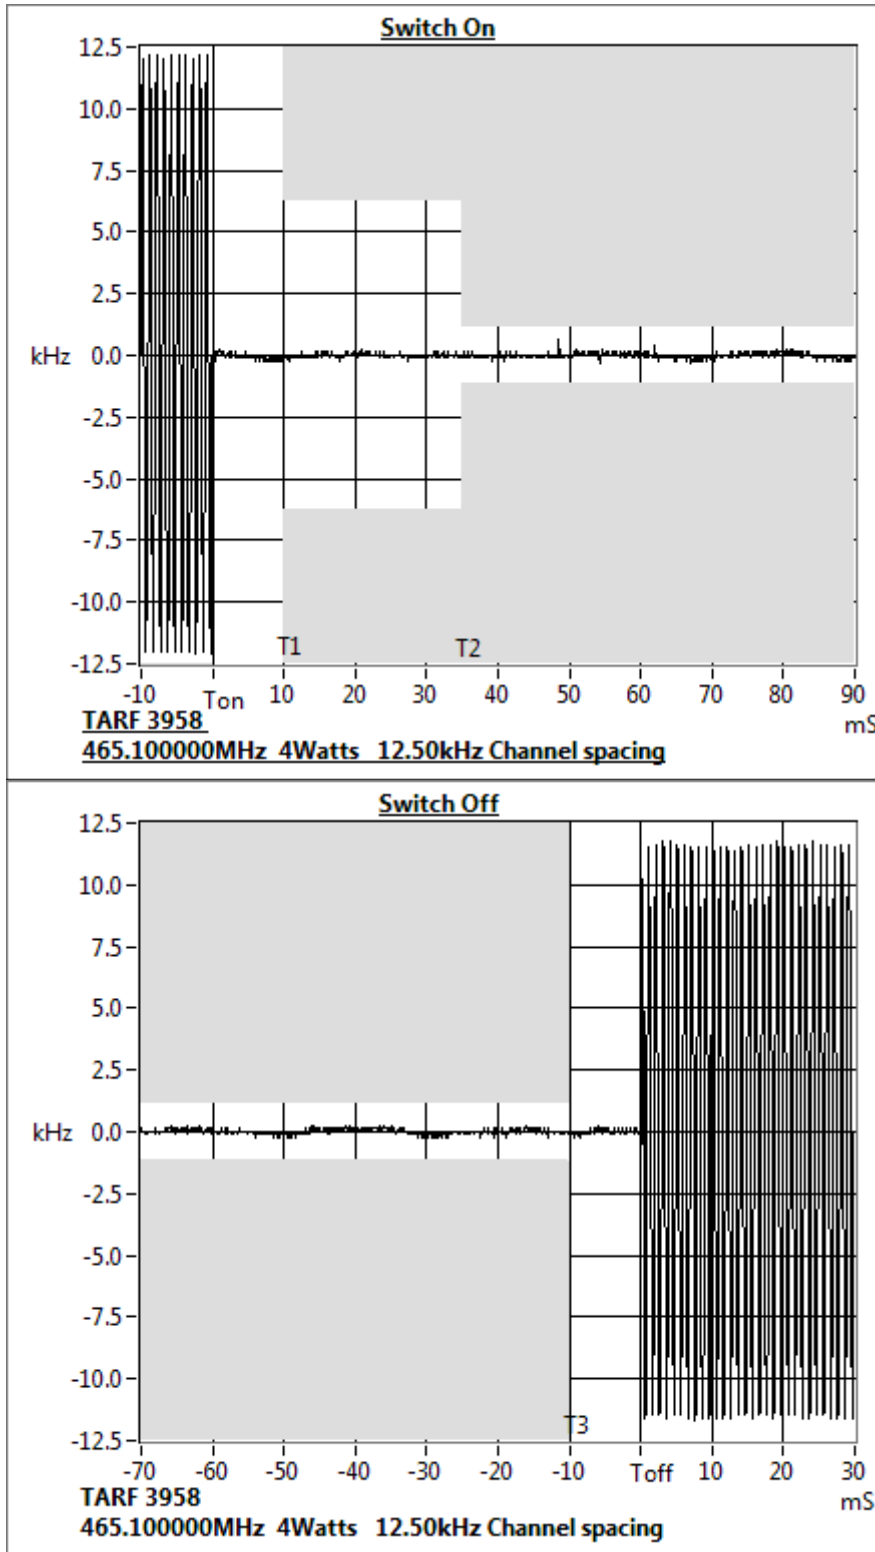 Switch On
12.5
10.0
7.5
5.0
2.5
kHz 0.0
-2.5
-5.0
-7.5
-10.0
T1 T2
-12.5
-10 Ton 10 20 30 40 50 60 70 80 90
mS
TARF 3958
465.100000MHz 4Watts 12.50kHz Channel spacing
Switch Off
12.5
10.0
7.5
5.0
2.5
kHz 0.0
-2.5
-5.0
-7.5
-10.0
T3
-12.5
-70 -60 -50 -40 -30 -20 -10 Toff 10 20 30
mS
TARF 3958
465.100000MHz 4Watts 12.50kHz Channel spacing